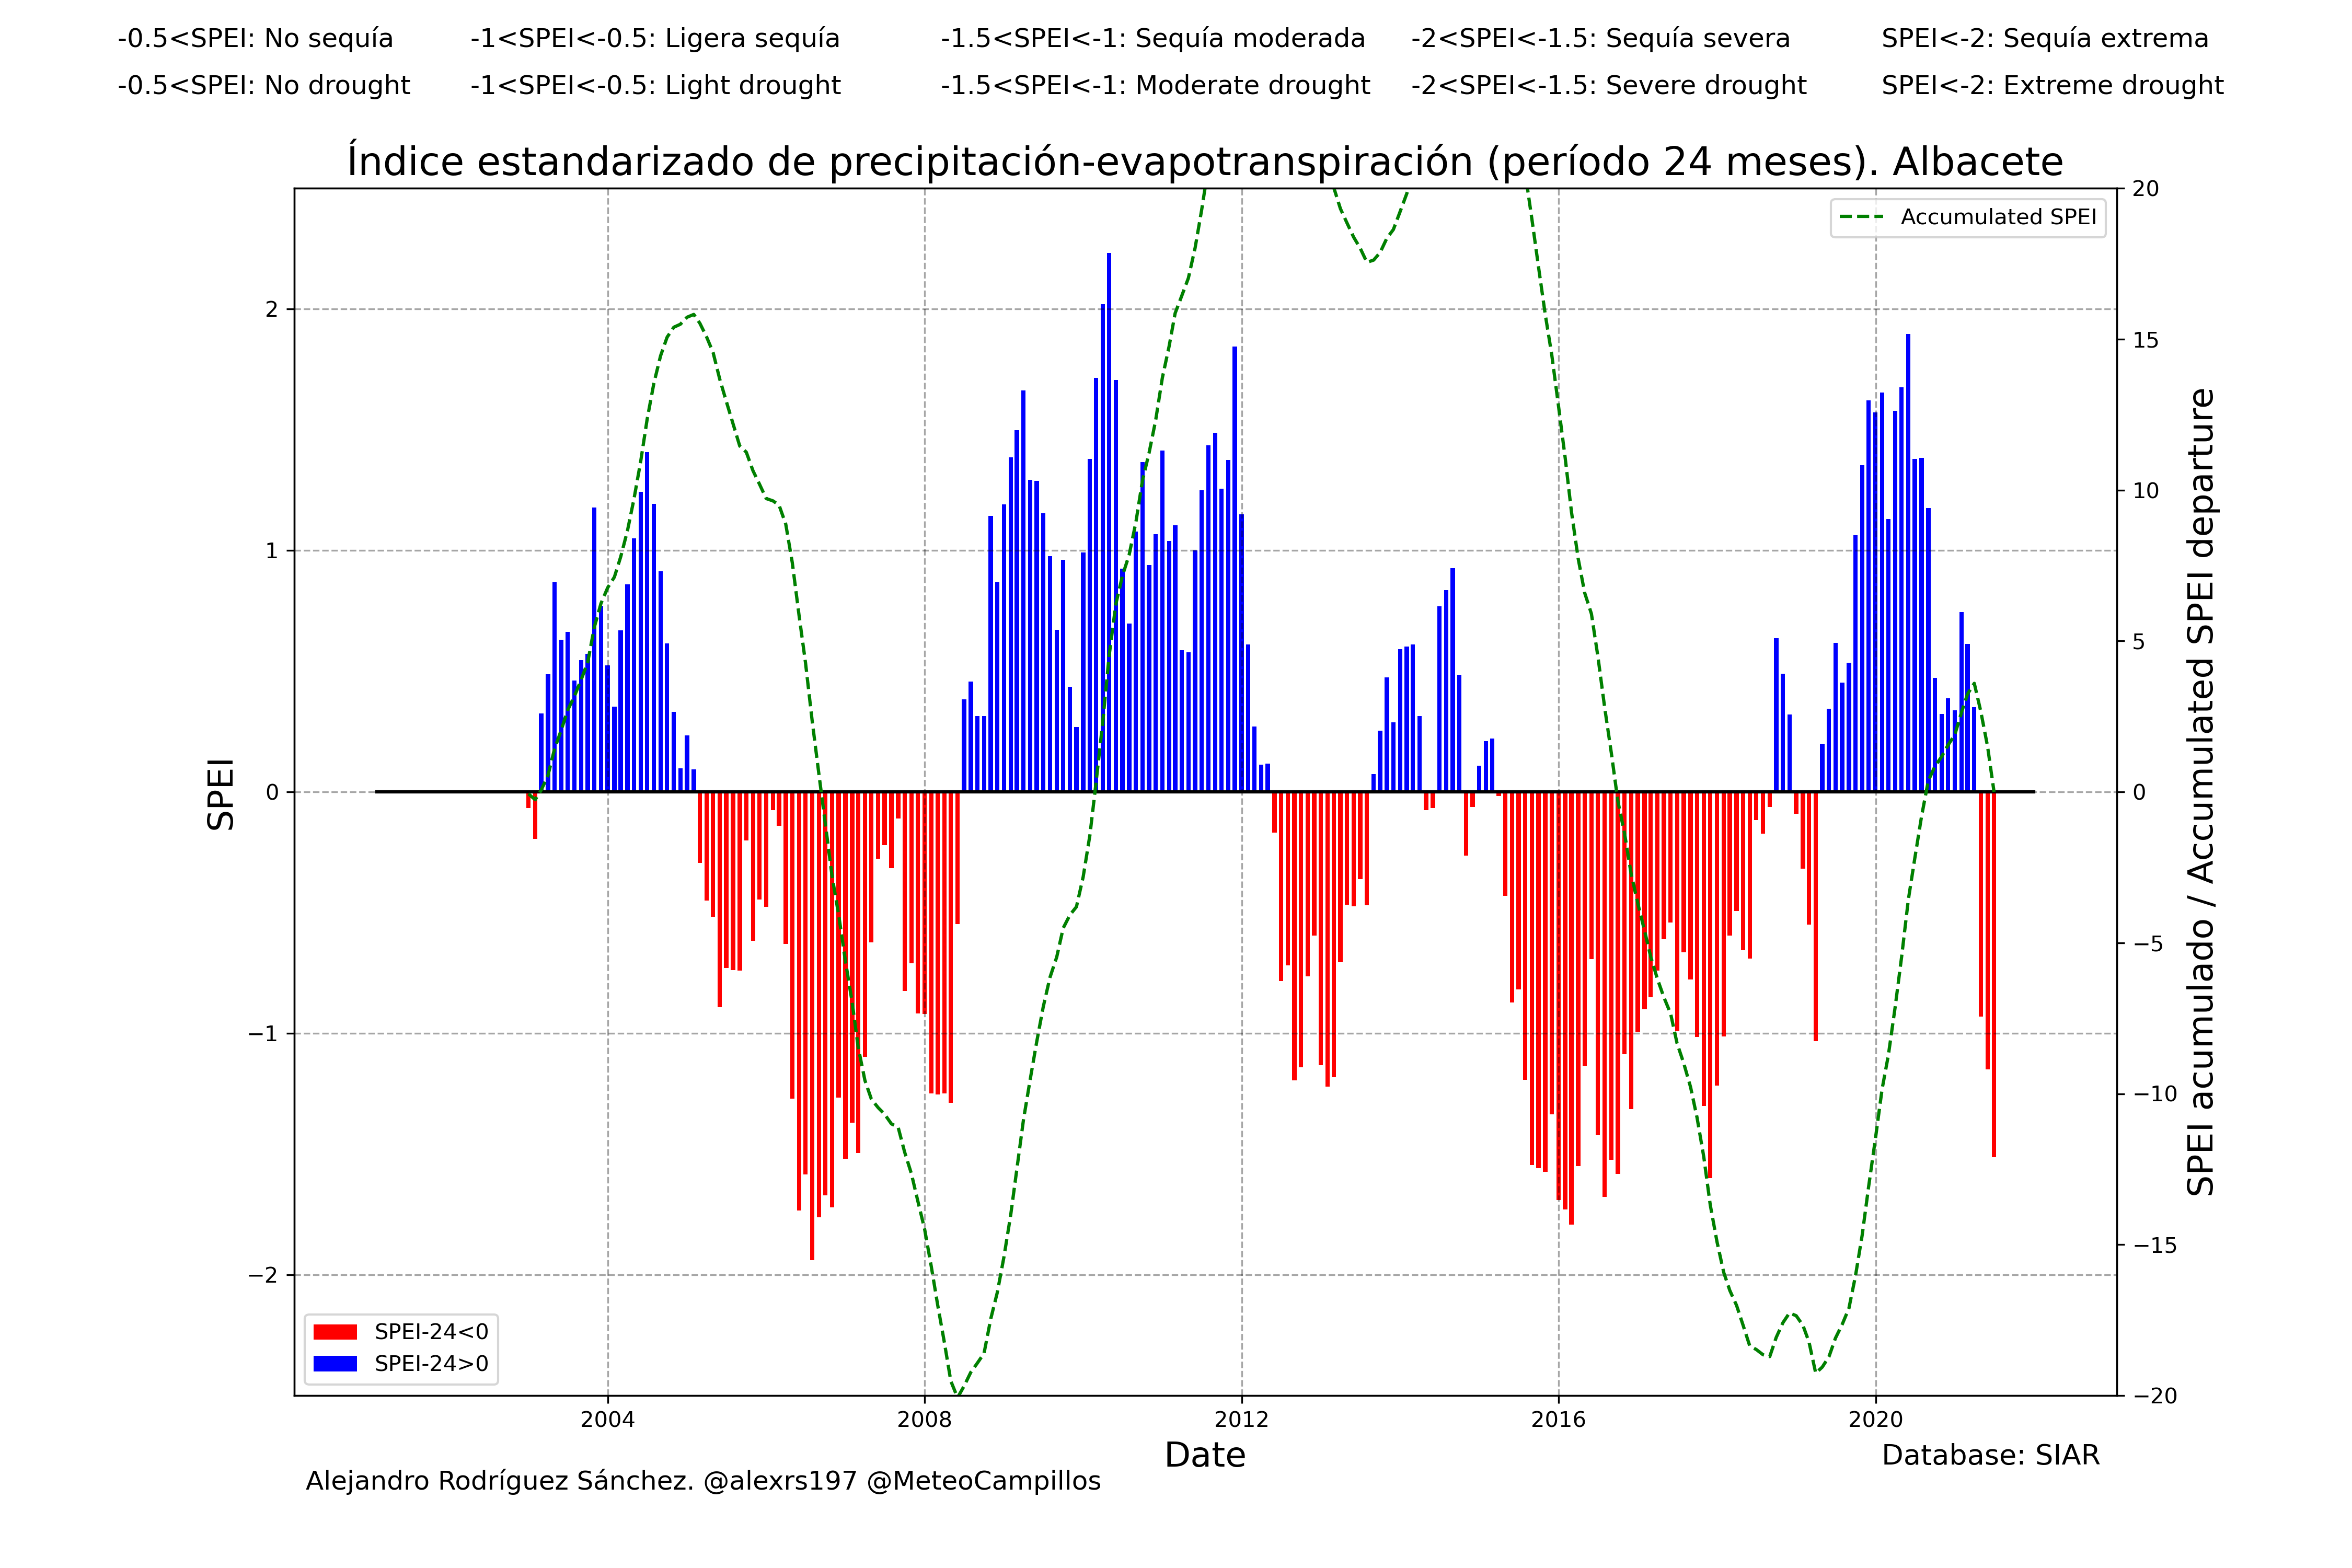 -0.5<SPEI: No sequía
-1<SPEI<-0.5: Ligera sequía
-1.5<SPEI<-1: Sequía moderada
-2<SPEI<-1.5: Sequía severa
SPEI<-2: Sequía extrema
-0.5<SPEI: No drought
-1<SPEI<-0.5: Light drought
-1.5<SPEI<-1: Moderate drought
-2<SPEI<-1.5: Severe drought
SPEI<-2: Extreme drought
Índice estandarizado de precipitación-evapotranspiración (período 24 meses). Albacete
Accumulated SPEI
SPEI
2
1
0
−1
−2
20
15
10
5
0
−5
−10
−15
−20
SPEI acumulado / Accumulated SPEI departure
SPEI-24<0
SPEI-24>0
2004
2008
2012
2016
2020
Date
Database: SIAR
Alejandro Rodríguez Sánchez. @alexrs197 @MeteoCampillos